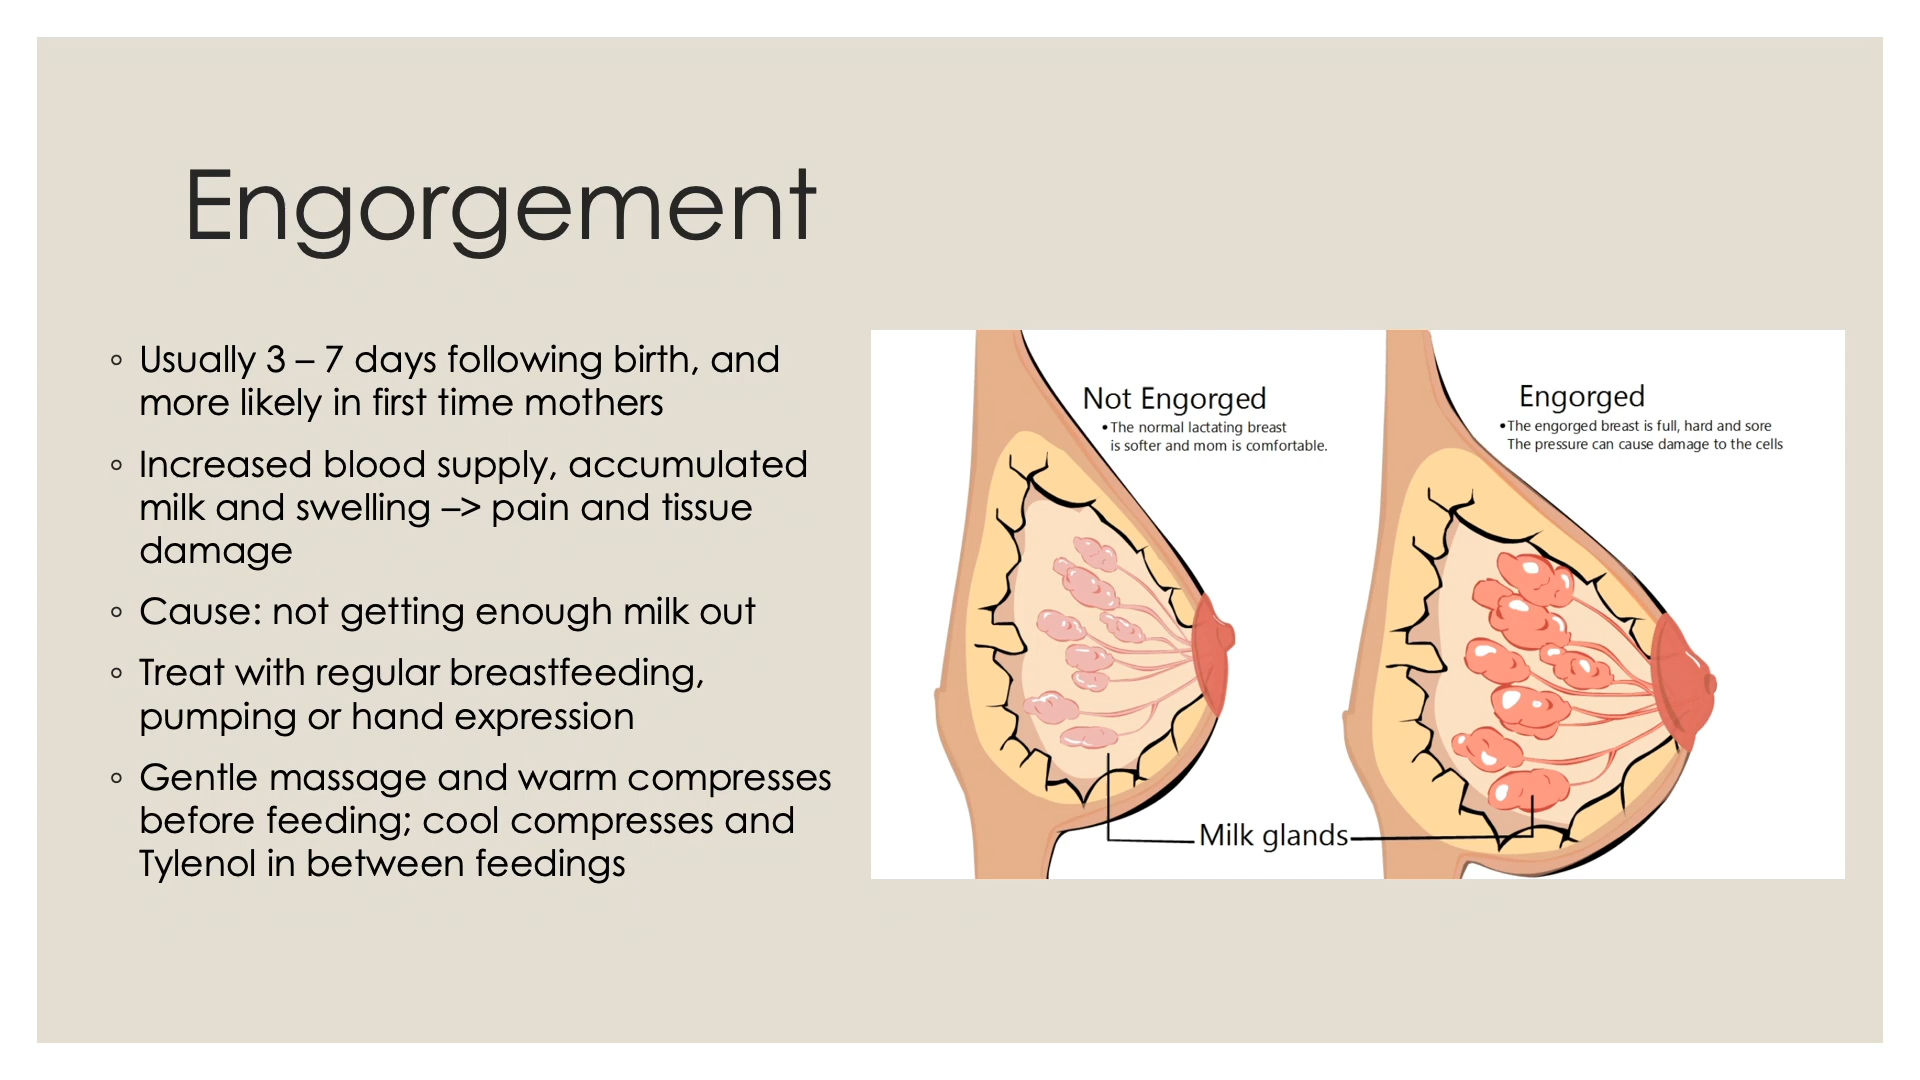 Engorgement
◦ Usually 3 – 7 days following birth, and
more likely in first time mothers
◦ Increased blood supply, accumulated
milk and swelling –> pain and tissue
damage
◦ Cause: not getting enough milk out
◦ Treat with regular breastfeeding,
pumping or hand expression
◦ Gentle massage and warm compresses
before feeding; cool compresses and
Tylenol in between feedings
Not Engorged
•The normal lactating breast
is softer and mom is comfortable.
Engorged
•The engorged breast is full, hard and sore
The pressure can cause damage to the cells
Milk glands